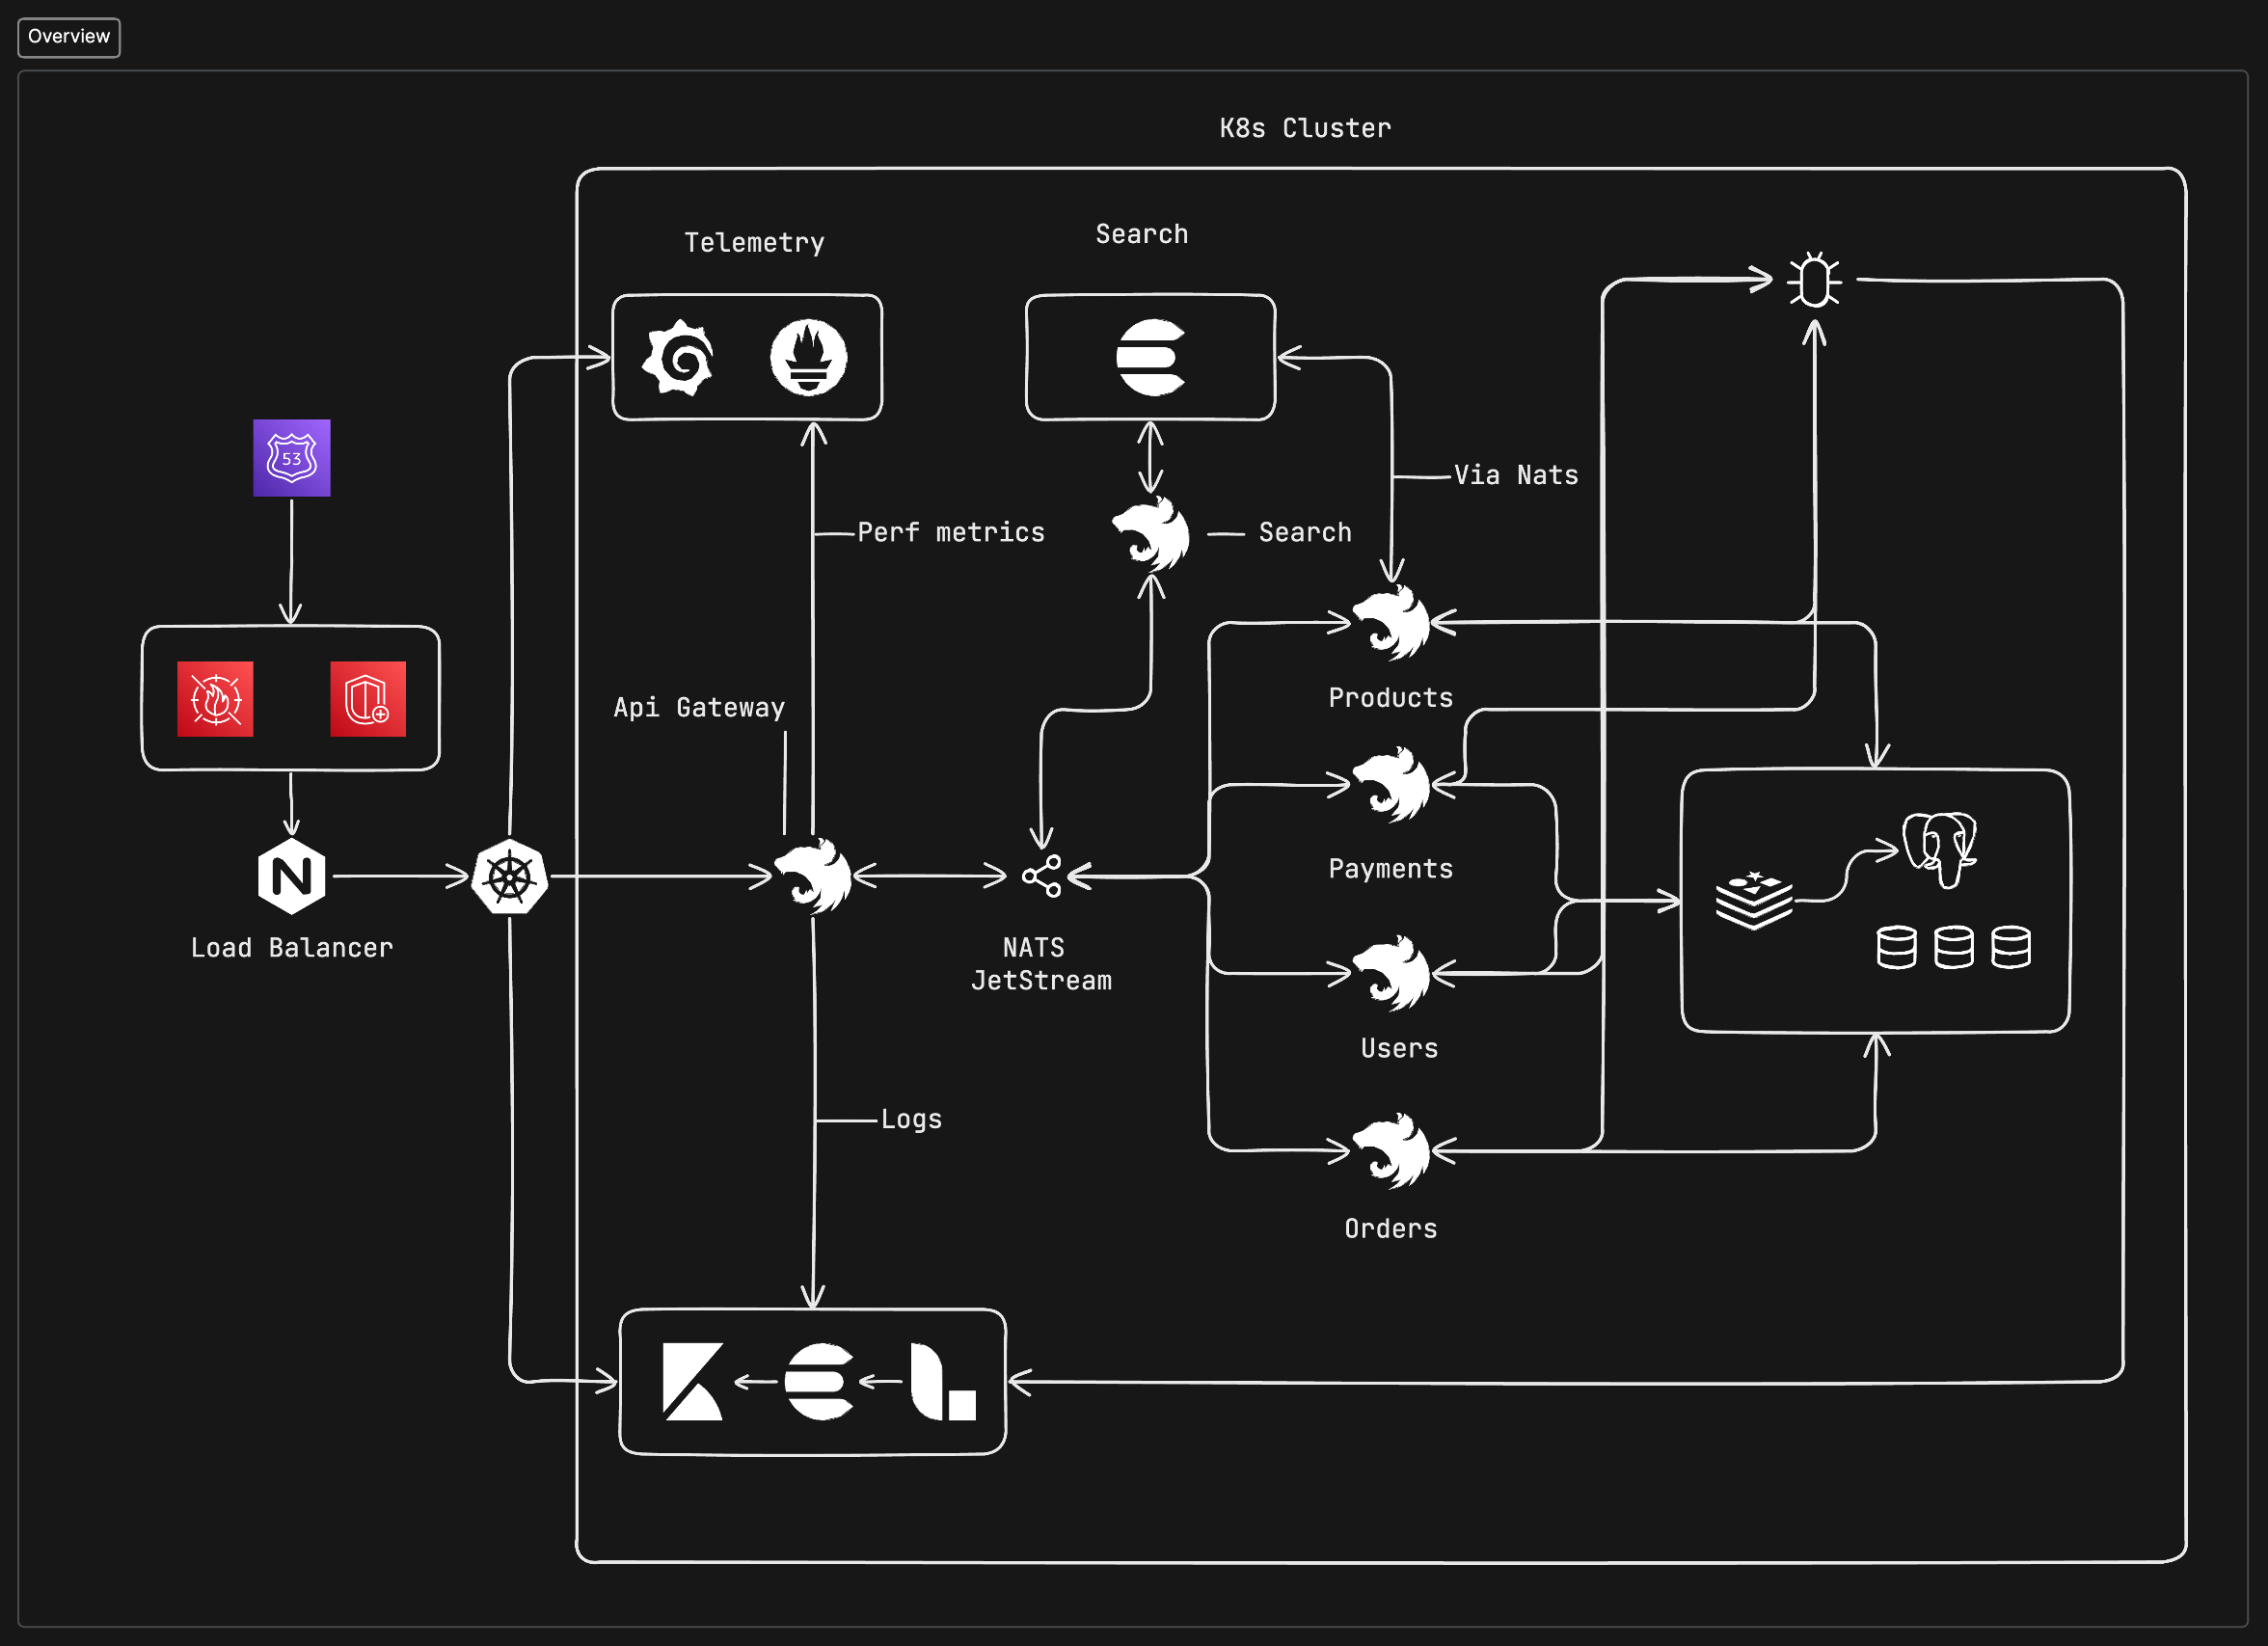 Overview
K8s Cluster
Telemetry
Search
53
Via Nats
Perf metrics
Search
Api Gateway
Products
Payments
Load Balancer
NATS
JetStream
Users
Logs
Orders